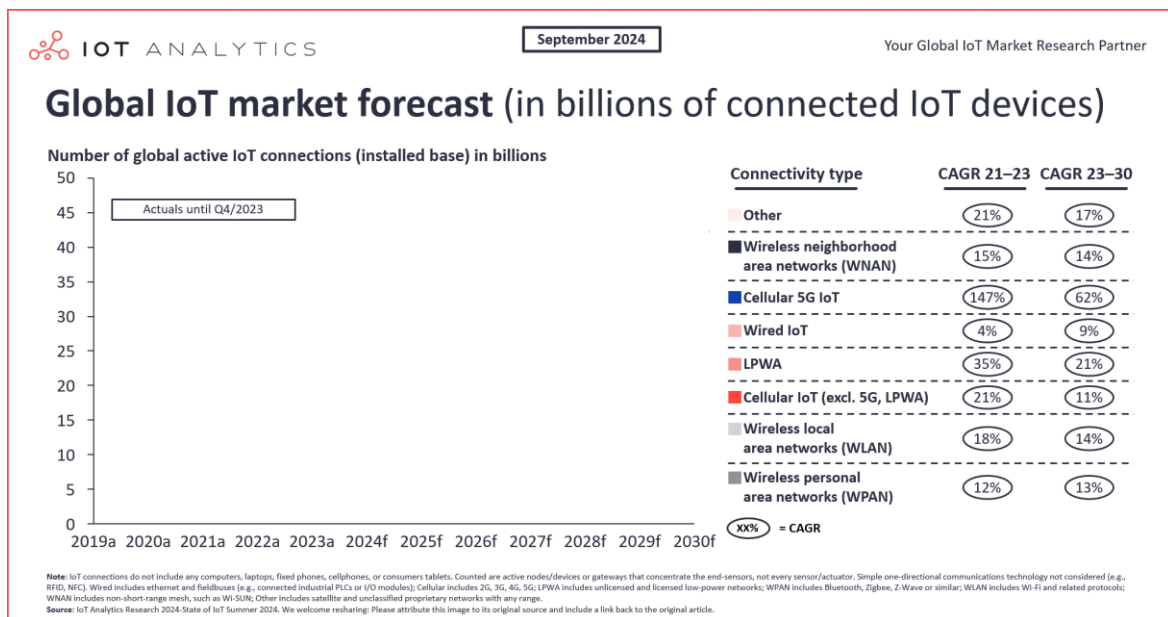 IOT ANALYTICS
September 2024
Your Global IoT Market Research Partner
Global IoT market forecast (in billions of connected IoT devices)
Number of global active IoT connections (installed base) in billions
50
45
40
35
30
25
20
15
10
5
0
Actuals until Q4/2023
2019a 2020a 2021a 2022a 2023a 2024f 2025f 2026f 2027f 2028f 2029f 2030f
Connectivity type CAGR 21–23 CAGR 23–30
Other 21% 17%
Wireless neighborhood
area networks (WNAN) 15% 14%
Cellular 5G IoT 147% 62%
Wired IoT 4% 9%
LPWA 35% 21%
Cellular IoT (excl. 5G, LPWA) 21% 11%
Wireless local
area networks (WLAN) 18% 14%
Wireless personal
area networks (WPAN) 12% 13%
XX% = CAGR
Note: IoT connections do not include any computers, laptops, fixed phones, cellphones, or consumers tablets. Counted are active nodes/devices or gateways that concentrate the end-sensors, not every sensor/actuator. Simple one-directional communications technology not considered (e.g.,
RFID, NFC). Wired includes ethernet and fieldbuses (e.g., connected industrial PLCs or I/O modules); Cellular includes 2G, 3G, 4G, 5G; LPWA includes unlicensed and licensed low-power networks; WPAN includes Bluetooth, Zigbee, Z-Wave or similar; WLAN includes Wi-Fi and related protocols;
WNAN includes non-short-range mesh, such as Wi-SUN; Other includes satellite and unclassified proprietary networks with any range.
Source: IoT Analytics Research 2024-State of IoT Summer 2024. We welcome resharing: Please attribute this image to its original source and include a link back to the original article.